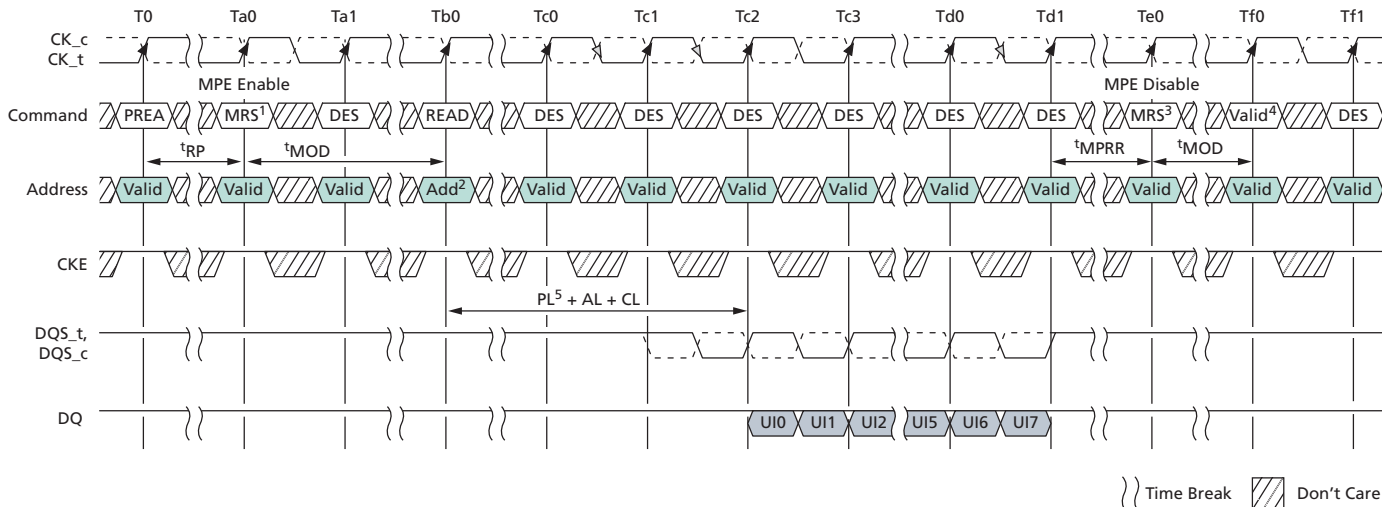 T0 Ta0 Ta1 Tb0 Tc0 Tc1 Tc2 Tc3 Td0 Td1 Te0 Tf0 Tf1
CK_c
CK_t
MPE Enable MPE Disable
Command PREA MRS¹ DES READ DES DES DES DES DES DES MRS³ Valid⁴ DES
tRP tMOD tMPRR tMOD
Address Valid Valid Valid Add² Valid Valid Valid Valid Valid Valid Valid Valid Valid
CKE
PL⁵ + AL + CL
DQS_t,
DQS_c
DQ UI0 UI1 UI2 UI5 UI6 UI7
Time Break Don't Care